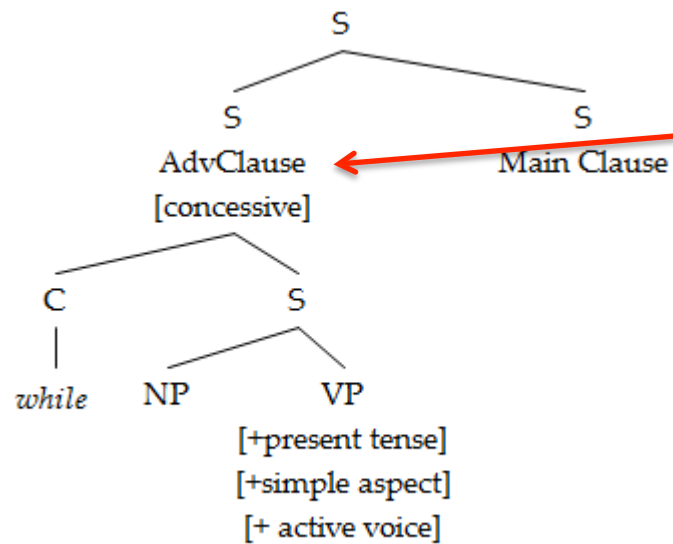 S
S S
AdvClause Main Clause
[concessive]
C S
while NP VP
[+present tense]
[+simple aspect]
[+ active voice]